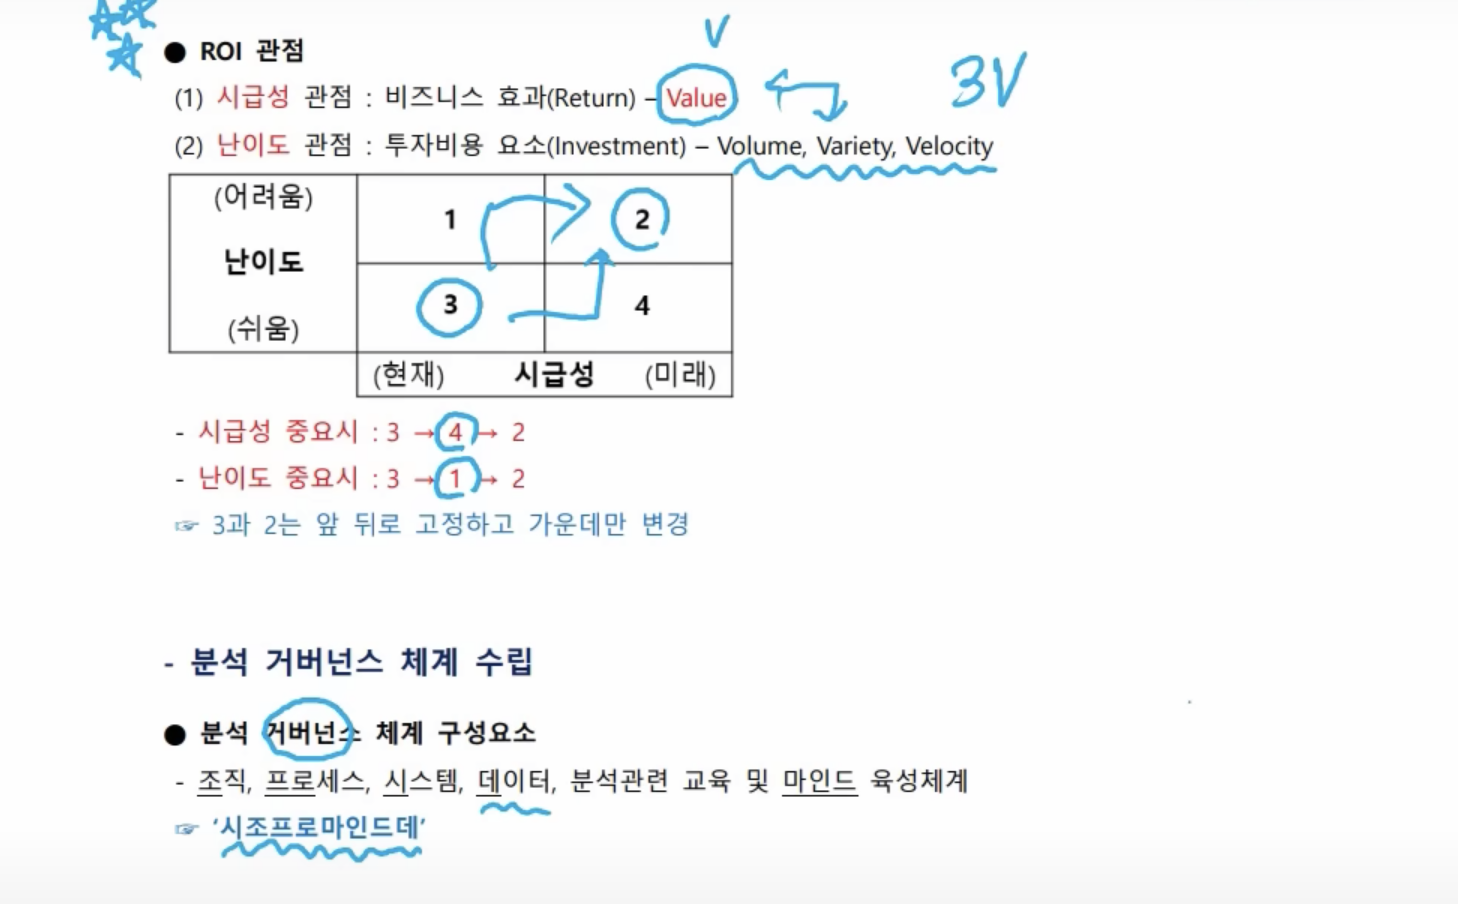 ● ROI 관점
V
(1) 시급성 관점 : 비즈니스 효과(Return) – Value
3V
(2) 난이도 관점 : 투자비용 요소(Investment) – Volume, Variety, Velocity
(어려움)
난이도
(쉬움)
1
2
3
4
(현재) 시급성 (미래)
- 시급성 중요시 : 3 → 4 → 2
- 난이도 중요시 : 3 → 1 → 2
☞ 3과 2는 앞 뒤로 고정하고 가운데만 변경
- 분석 거버넌스 체계 수립
● 분석 거버넌스 체계 구성요소
- 조직, 프로세스, 시스템, 데이터, 분석관련 교육 및 마인드 육성체계
☞ ‘시조프로마인드데’